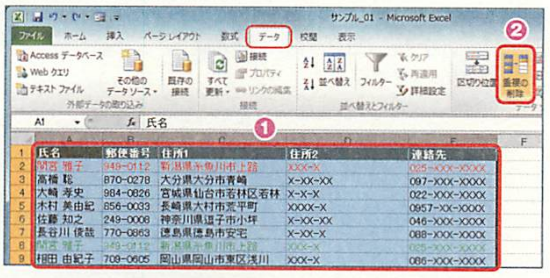 サンプル_01 - Microsoft Excel
ファイル ホーム 挿入 ページ レイアウト 数式 データ 校閲 表示
②
Access データベース
Web クエリ
テキスト ファイル
その他の データ ソース
既存の 接続
外部データの取り込み
すべて 更新
接続
プロパティ
リンクの編集
接続
並べ替え
フィルター
クリア
再適用
詳細設定
並べ替えとフィルター
区切り位置
重複の 削除
データ
A1 fx 氏名
①
A B C D E F
1 氏名 郵便番号 住所1 住所2 連絡先
2 間宮 雅子 949-0112 新潟県糸魚川市上路 xxx-x 025-xxx-xxxx
3 高橋 聡 870-0278 大分県大分市青崎 x-xx-xx 097-xxx-xxxx
4 大崎 孝史 984-0826 宮城県仙台市若林区若林 x-x-x 022-xxx-xxxx
5 木村 美由紀 856-0033 長崎県大村市荒平町 xxxx 0957-xx-xxxx
6 佐藤 知之 249-0008 神奈川県逗子市小坪 x-xx-xx 046-xxx-xxxx
7 長谷川 俊哉 770-0863 徳島県徳島市安宅 x-xx-xx 088-xxx-xxxx
8 間宮 雅子 949-0112 新潟県糸魚川市上路 xxx-x 025-xxx-xxxx
9 相田 由紀子 709-0605 岡山県岡山市東区浅川 xxx-x 086-xxx-xxxx